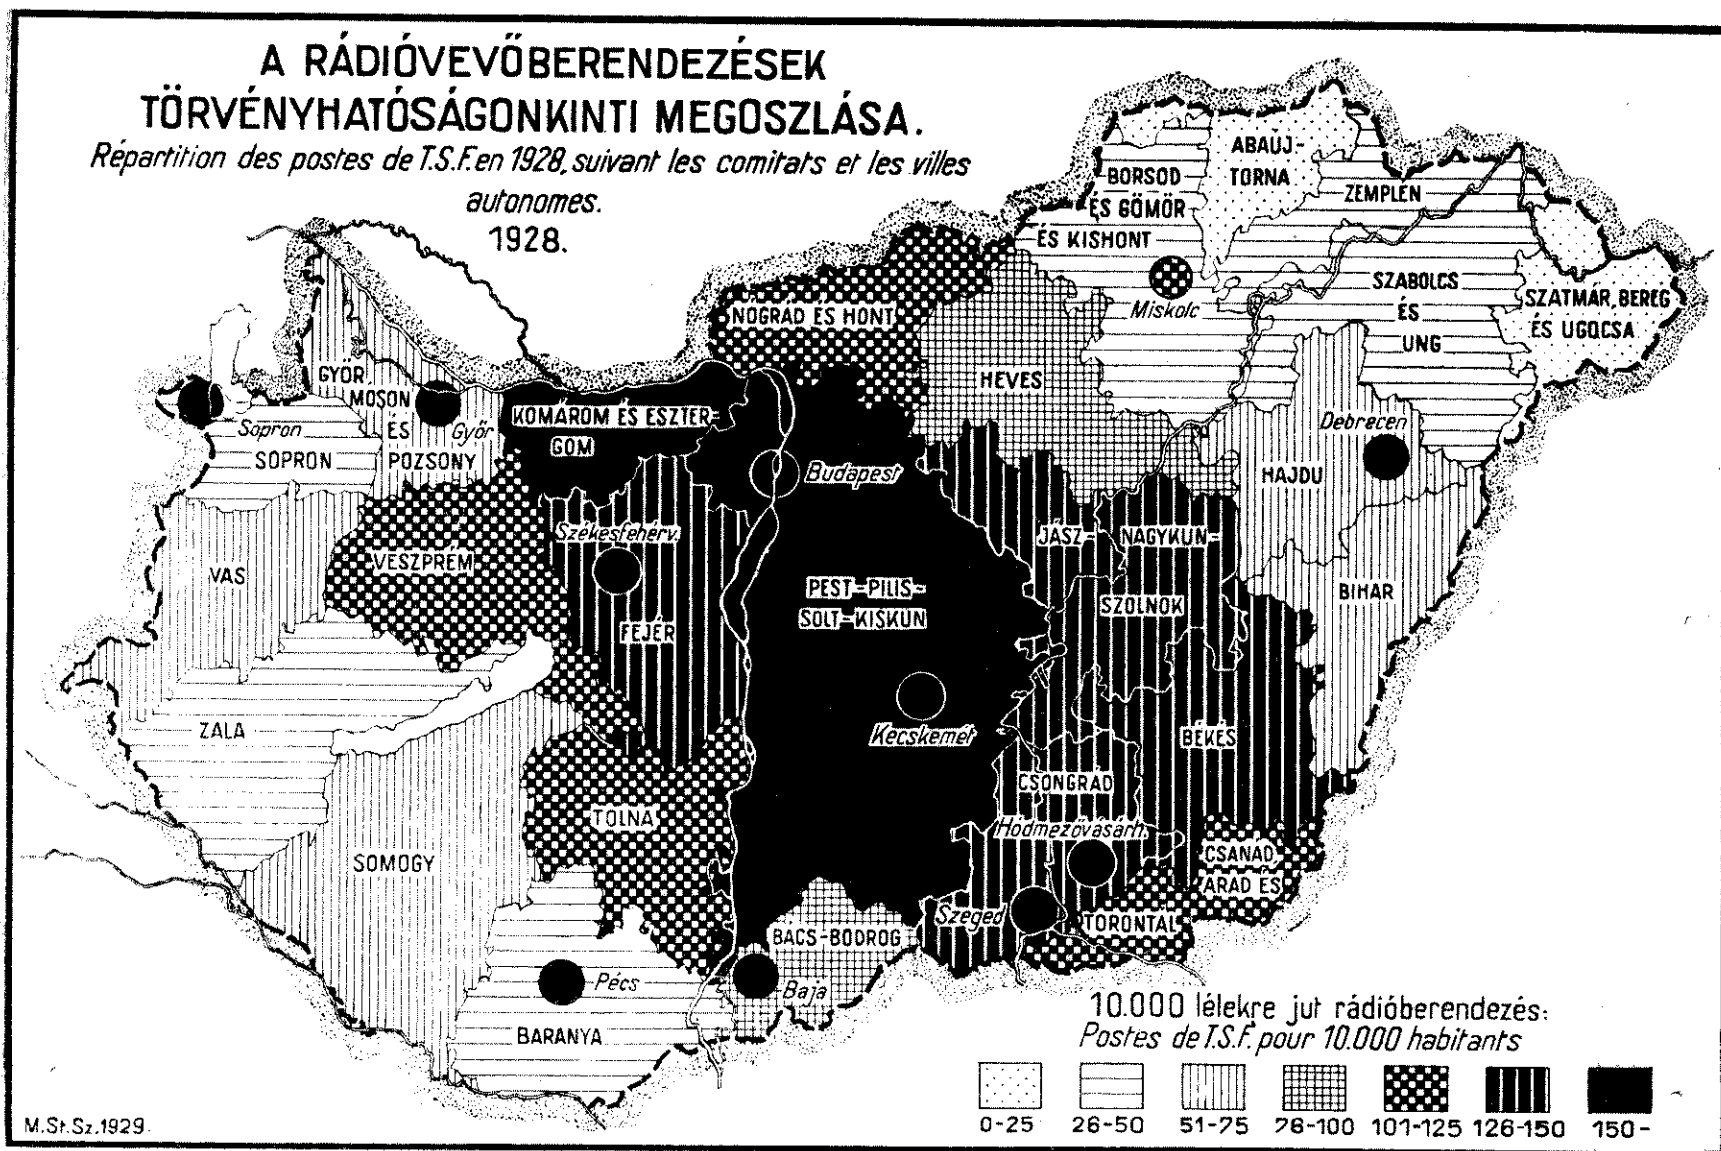 A RÁDIÓVEVŐBERENDEZÉSEK
TÖRVÉNYHATÓSÁGONKINTI MEGOSZLÁSA.
Répartition des postes de T.S.F. en 1928, suivant les comitats et les villes
autonomes.
1928.
ABAÚJ-
TORNA
BORSOD
ÉS GÖMÖR
ÉS KISHONT
ZEMPLÉN
Miskolc
SZABOLCS
ÉS
UNG
SZATMÁR, BEREG
ÉS UGOCSA
NÓGRÁD ÉS HONT
HEVES
GYŐR
MOSON
ÉS
POZSONY
Győr
Sopron
SOPRON
KOMÁROM ÉS ESZTER-
GOM
Budapest
Debrecen
HAJDU
Székesfehérv.
VESZPRÉM
VAS
FEJÉR
PEST-PILIS-
SOLT-KISKUN
JÁSZ-
NAGYKUN-
SZOLNOK
BIHAR
ZALA
Kecskemét
BÉKÉS
CSONGRÁD
TOLNA
Hódmezővásárh.
SOMOGY
CSANÁD
ARAD ÉS
TORONTÁL
Szeged
BÁCS-BODROG
Pécs
Baja
BARANYA
10.000 lélekre jut rádióberendezés:
Postes de T.S.F. pour 10.000 habitants
0-25 26-50 51-75 76-100 101-125 126-150 150-
M.St.Sz.1929.